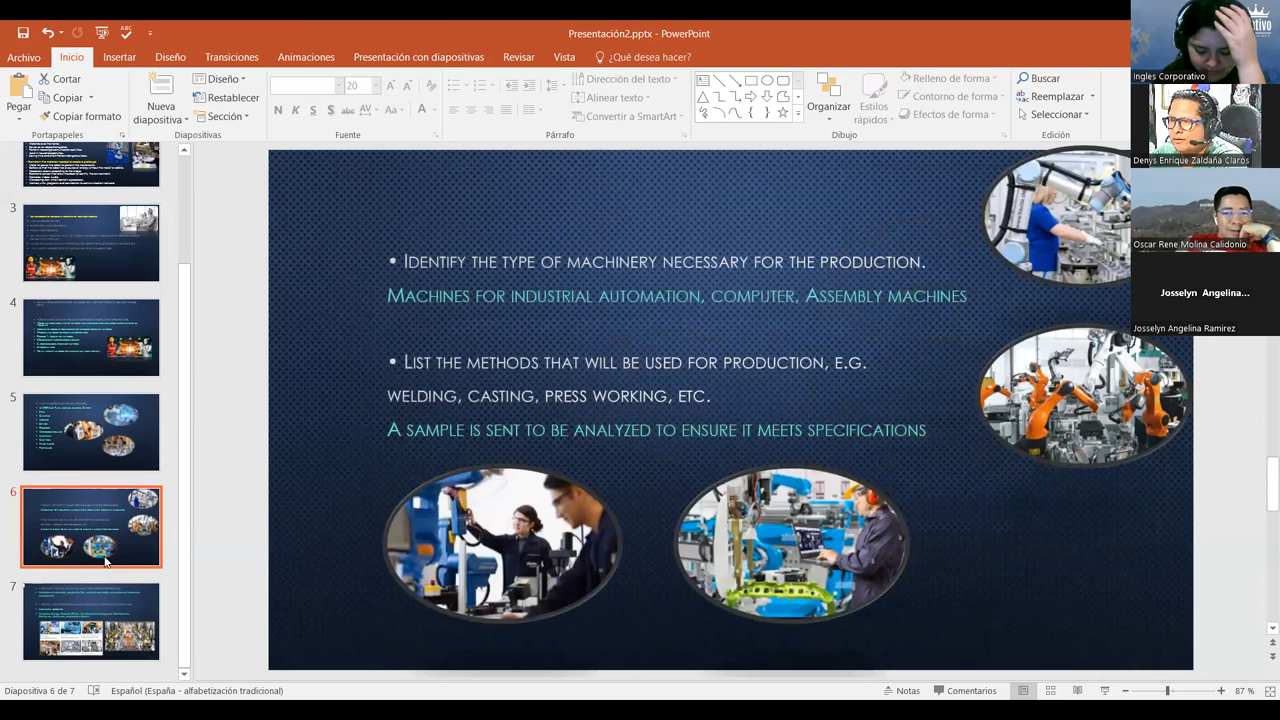 Presentación2.pptx - PowerPoint
Archivo Inicio Insertar Diseño Transiciones Animaciones Presentación con diapositivas Revisar Vista ¿Qué desea hacer?
Pegar
Cortar
Copiar
Copiar formato
Portapapeles
Nueva diapositiva
Diseño
Restablecer
Sección
Diapositivas
20
Fuente
Dirección del texto
Alinear texto
Convertir a SmartArt
Párrafo
Organizar
Estilos rápidos
Relleno de forma
Contorno de forma
Efectos de forma
Dibujo
Buscar
Reemplazar
Seleccionar
Edición
Ingles Corporativo
Denys Enrique Zaldaña Claros
Oscar Rene Molina Calidonio
Josselyn Angelina...
Josselyn Angelina Ramirez
3
4
5
6
7
• Identify the type of machinery necessary for the production.
Machines for industrial automation, computer, Assembly machines
• List the methods that will be used for production, e.g.
welding, casting, press working, etc.
A sample is sent to be analyzed to ensure it meets specifications
Diapositiva 6 de 7 Español (España - alfabetización tradicional) Notas Comentarios 87 %